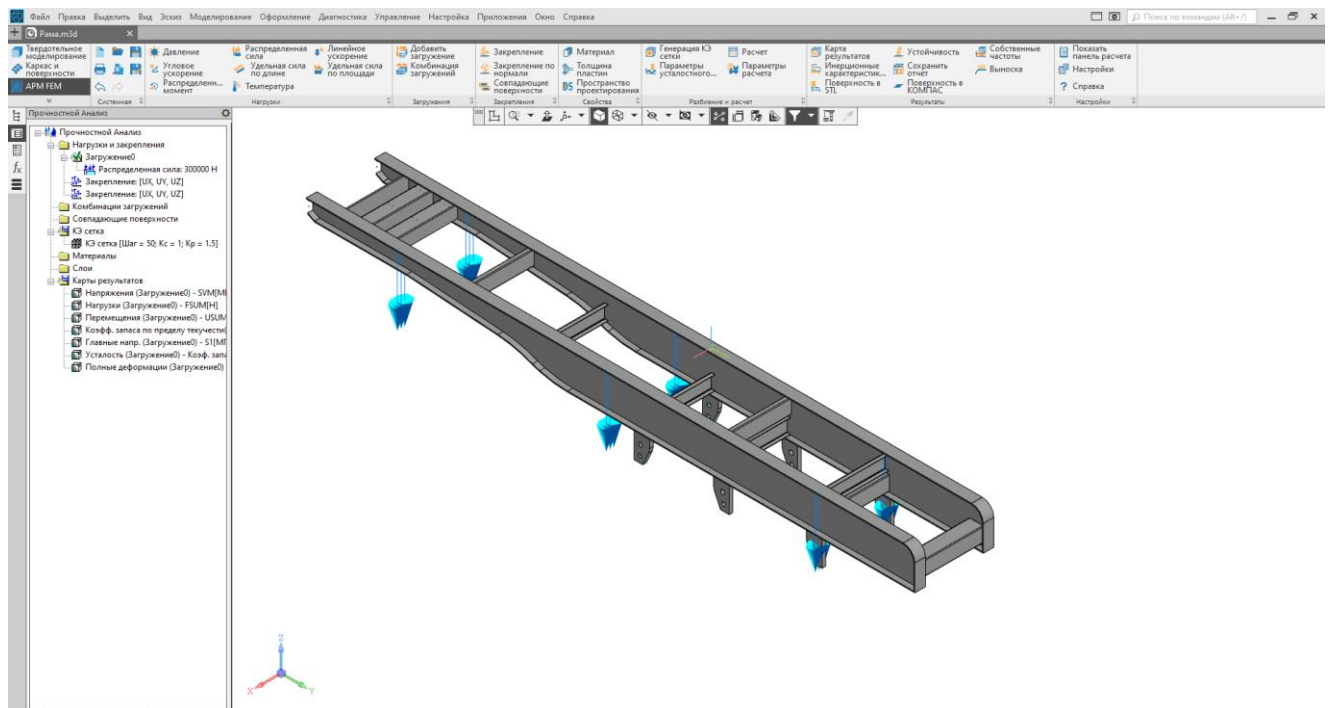 Файл Правка Выделить Вид Эскиз Моделирование Оформление Диагностика Управление Настройка Приложения Окно Справка
Поиск по командам (Alt+/)
Рама.m3d
Твердотельное моделирование
Каркас и поверхности
APM FEM
Системная
Давление
Угловое ускорение
Распределенн... момент
Распределенная сила
Удельная сила по длине
Температура
Линейное ускорение
Удельная сила по площади
Нагрузки
Добавить загружение
Комбинация загружений
Загружения
Закрепление
Закрепление по нормали
Совпадающие поверхности
Закрепления
Материал
Толщина пластин
Пространство проектирования
Свойства
Генерация КЭ сетки
Параметры усталостного...
Расчет
Параметры расчета
Разбиение и расчет
Карта результатов
Инерционные характеристик...
Поверхность в STL
Устойчивость
Сохранить отчет
Поверхность в КОМПАС
Собственные частоты
Выноска
Результаты
Показать панель расчета
Настройки
Справка
Настройки
Прочностной Анализ
Прочностной Анализ
Нагрузки и закрепления
Загружение0
Распределенная сила: 300000 Н
Закрепление: [UX, UY, UZ]
Закрепление: [UX, UY, UZ]
Комбинации загружений
Совпадающие поверхности
КЭ сетка
КЭ сетка [Шаг = 50; Кс = 1; Кр = 1.5]
Материалы
Слои
Карты результатов
Напряжения (Загружение0) - SVM[МП
Нагрузки (Загружение0) - FSUM[Н]
Перемещения (Загружение0) - USUM
Коэфф. запаса по пределу текучести(
Главные напр. (Загружение0) - S1[МП
Усталость (Загружение0) - Коэф. запа
Полные деформации (Загружение0)
Z
X
Y